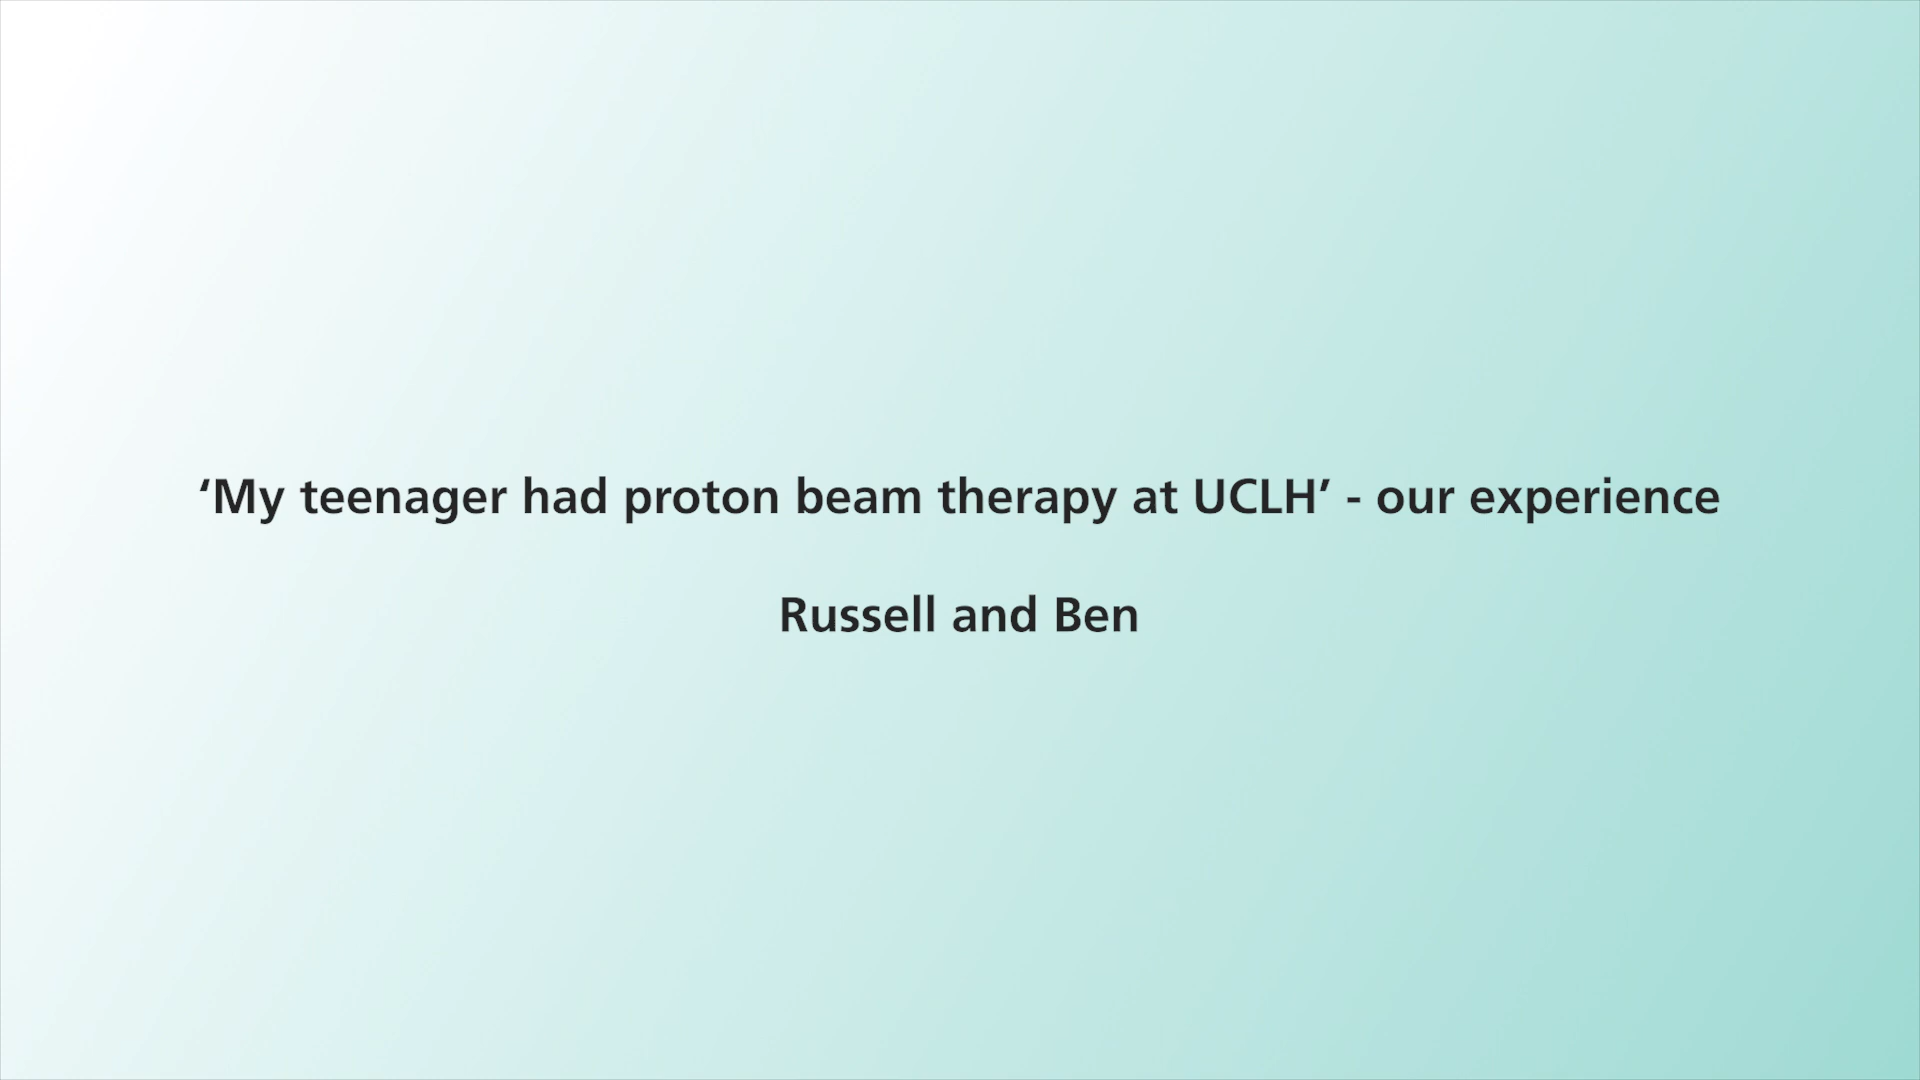 ‘My teenager had proton beam therapy at UCLH’ - our experience
Russell and Ben